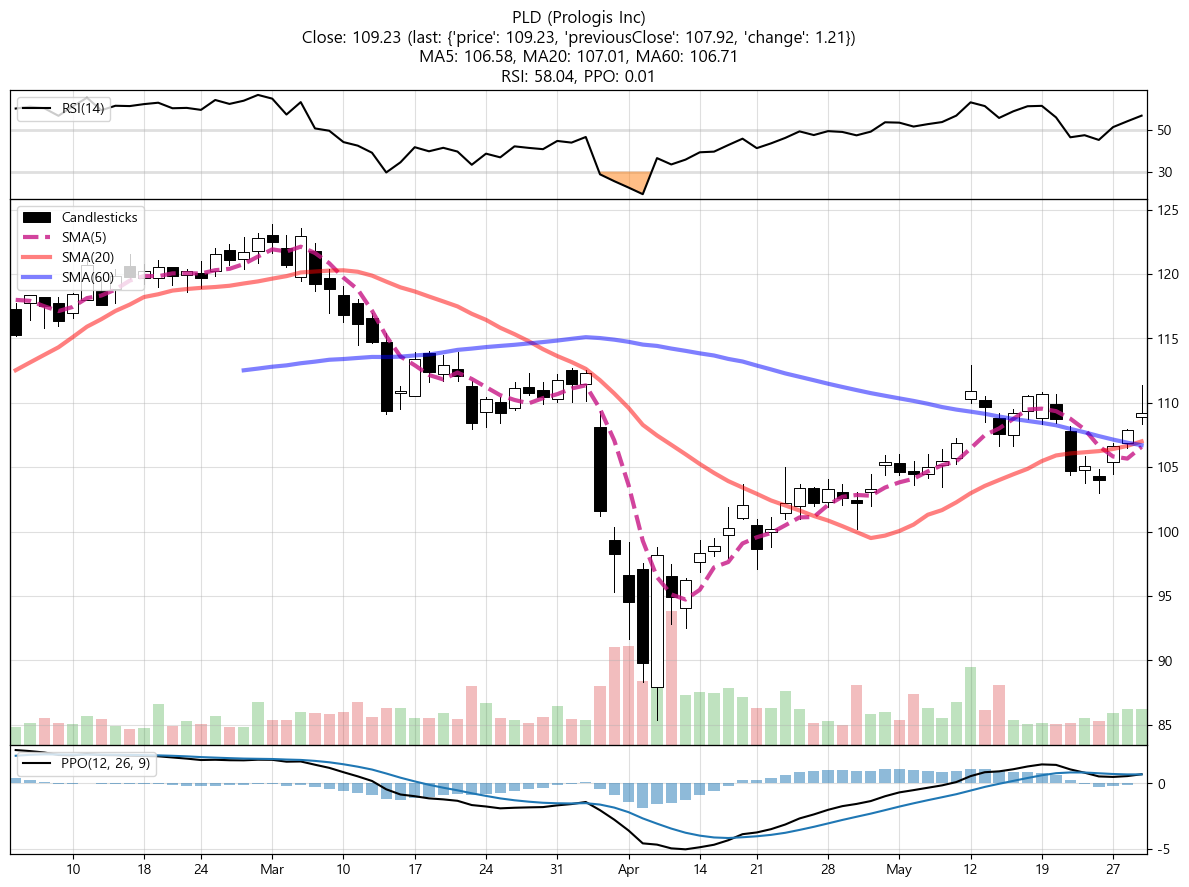 PLD (Prologis Inc)
Close: 109.23 (last: {'price': 109.23, 'previousClose': 107.92, 'change': 1.21})
MA5: 106.58, MA20: 107.01, MA60: 106.71
RSI: 58.04, PPO: 0.01
RSI(14)
50
30
Candlesticks
SMA(5)
SMA(20)
SMA(60)
125
120
115
110
105
100
95
90
85
PPO(12, 26, 9)
0
-5
10 18 24 Mar 10 17 24 31 Apr 14 21 28 May 12 19 27